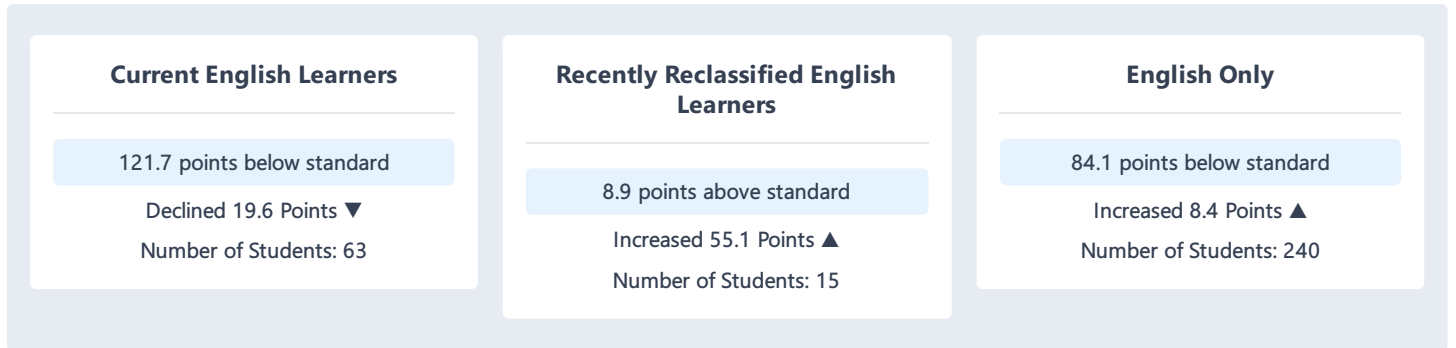 Current English Learners
121.7 points below standard
Declined 19.6 Points ▼
Number of Students: 63
Recently Reclassified English
Learners
8.9 points above standard
Increased 55.1 Points ▲
Number of Students: 15
English Only
84.1 points below standard
Increased 8.4 Points ▲
Number of Students: 240